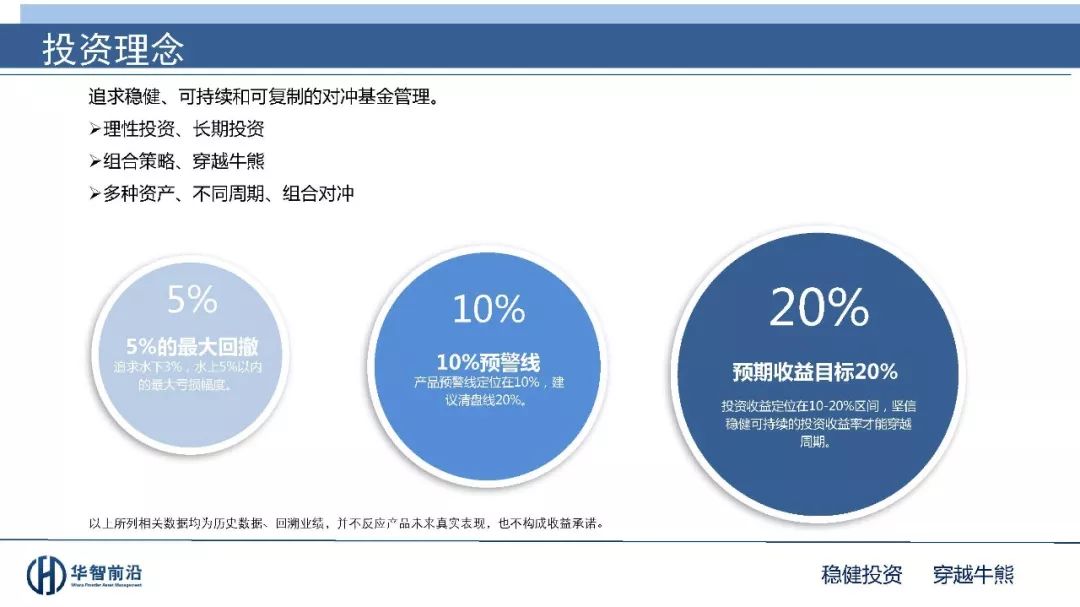 投资理念
追求稳健、可持续和可复制的对冲基金管理。
➢理性投资、长期投资
➢组合策略、穿越牛熊
➢多种资产、不同周期、组合对冲
5%
5%的最大回撤
追求水下3%，水上5%以内
的最大亏损幅度。
10%
10%预警线
产品预警线定位在10%，建
议清盘线20%。
20%
预期收益目标20%
投资收益定位在10-20%区间，坚信
稳健可持续的投资收益率才能穿越
周期。
以上所列相关数据均为历史数据、回溯业绩，并不反应产品未来真实表现，也不构成收益承诺。
华智前沿
稳健投资 穿越牛熊